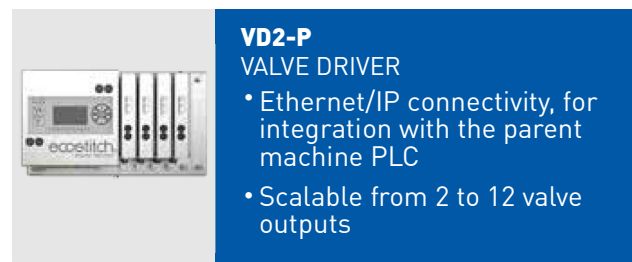 ecostitch
VD2-P
VALVE DRIVER
• Ethernet/IP connectivity, for
integration with the parent
machine PLC
• Scalable from 2 to 12 valve
outputs